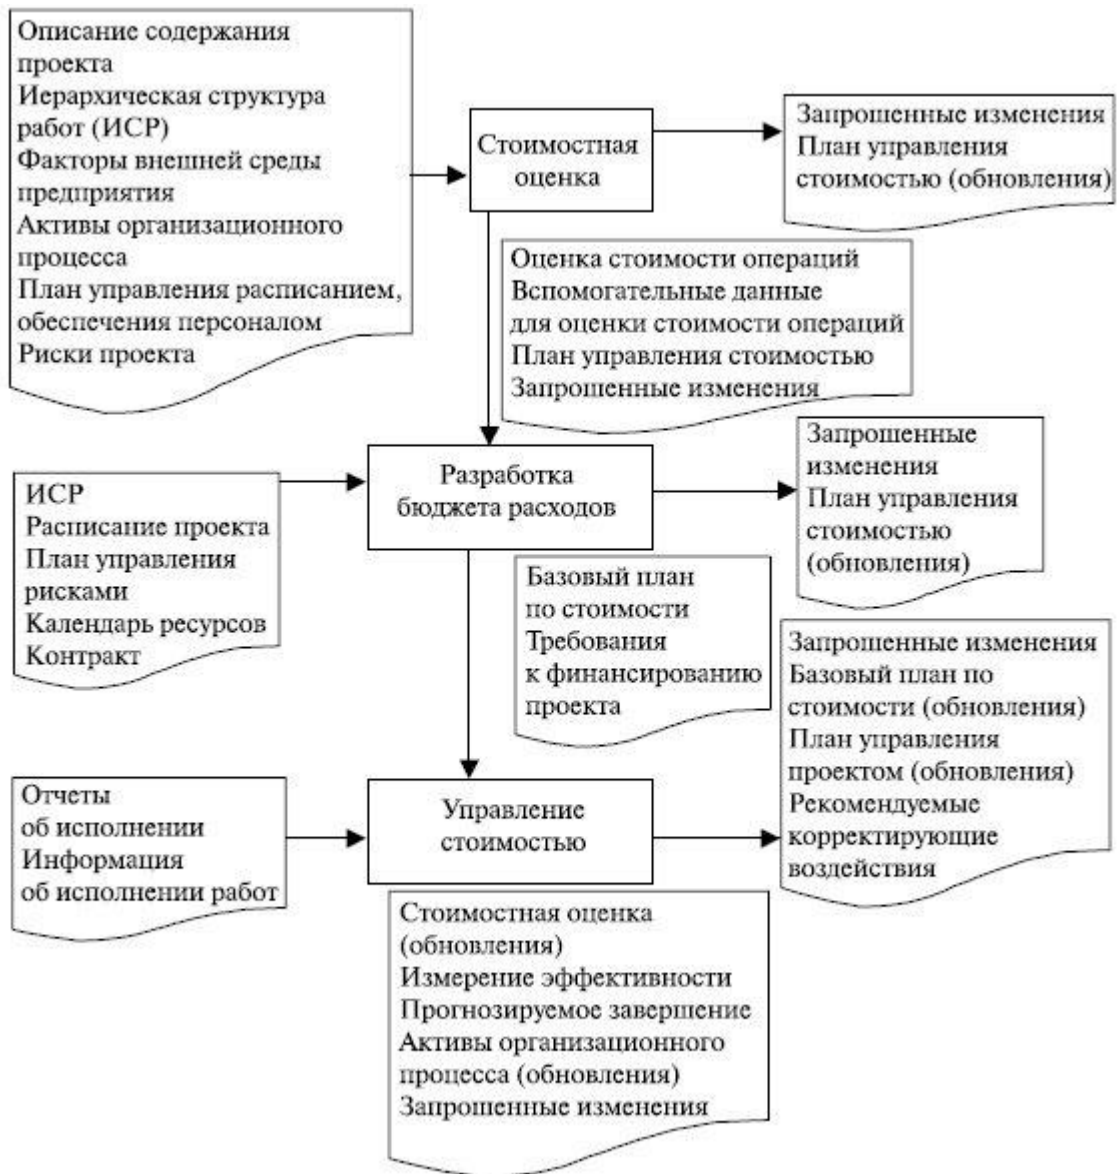 Описание содержания
проекта
Иерархическая структура
работ (ИСР)
Факторы внешней среды
предприятия
Активы организационного
процесса
План управления расписанием,
обеспечения персоналом
Риски проекта
Стоимостная
оценка
Запрошенные изменения
План управления
стоимостью (обновления)
Оценка стоимости операций
Вспомогательные данные
для оценки стоимости операций
План управления стоимостью
Запрошенные изменения
ИСР
Расписание проекта
План управления
рисками
Календарь ресурсов
Контракт
Разработка
бюджета расходов
Запрошенные
изменения
План управления
стоимостью
(обновления)
Базовый план
по стоимости
Требования
к финансированию
проекта
Отчеты
об исполнении
Информация
об исполнении работ
Управление
стоимостью
Запрошенные изменения
Базовый план по
стоимости (обновления)
План управления
проектом (обновления)
Рекомендуемые
корректирующие
воздействия
Стоимостная оценка
(обновления)
Измерение эффективности
Прогнозируемое завершение
Активы организационного
процесса (обновления)
Запрошенные изменения